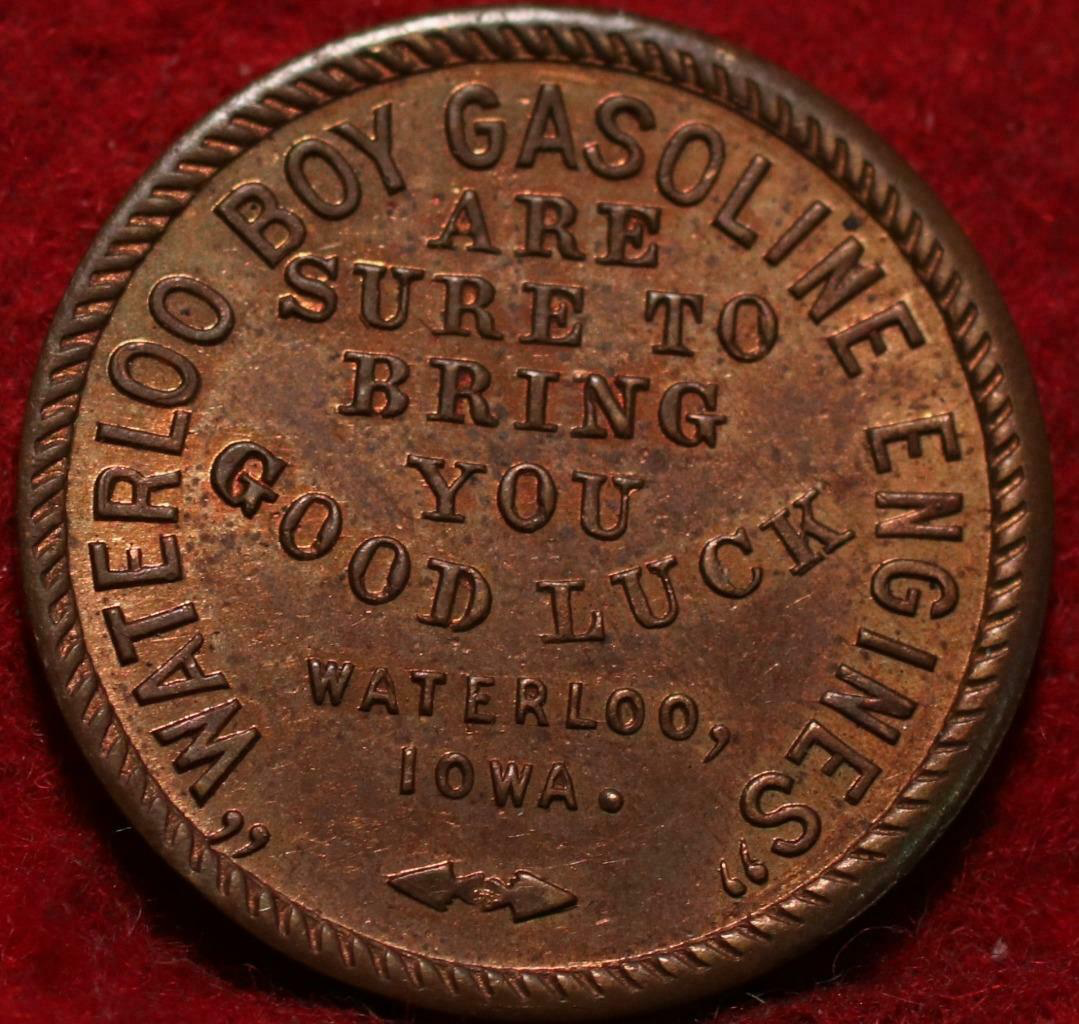 "WATERLOO BOY GASOLINE ENGINES"
ARE
SURE TO
BRING
YOU
GOOD LUCK
WATERLOO,
IOWA.